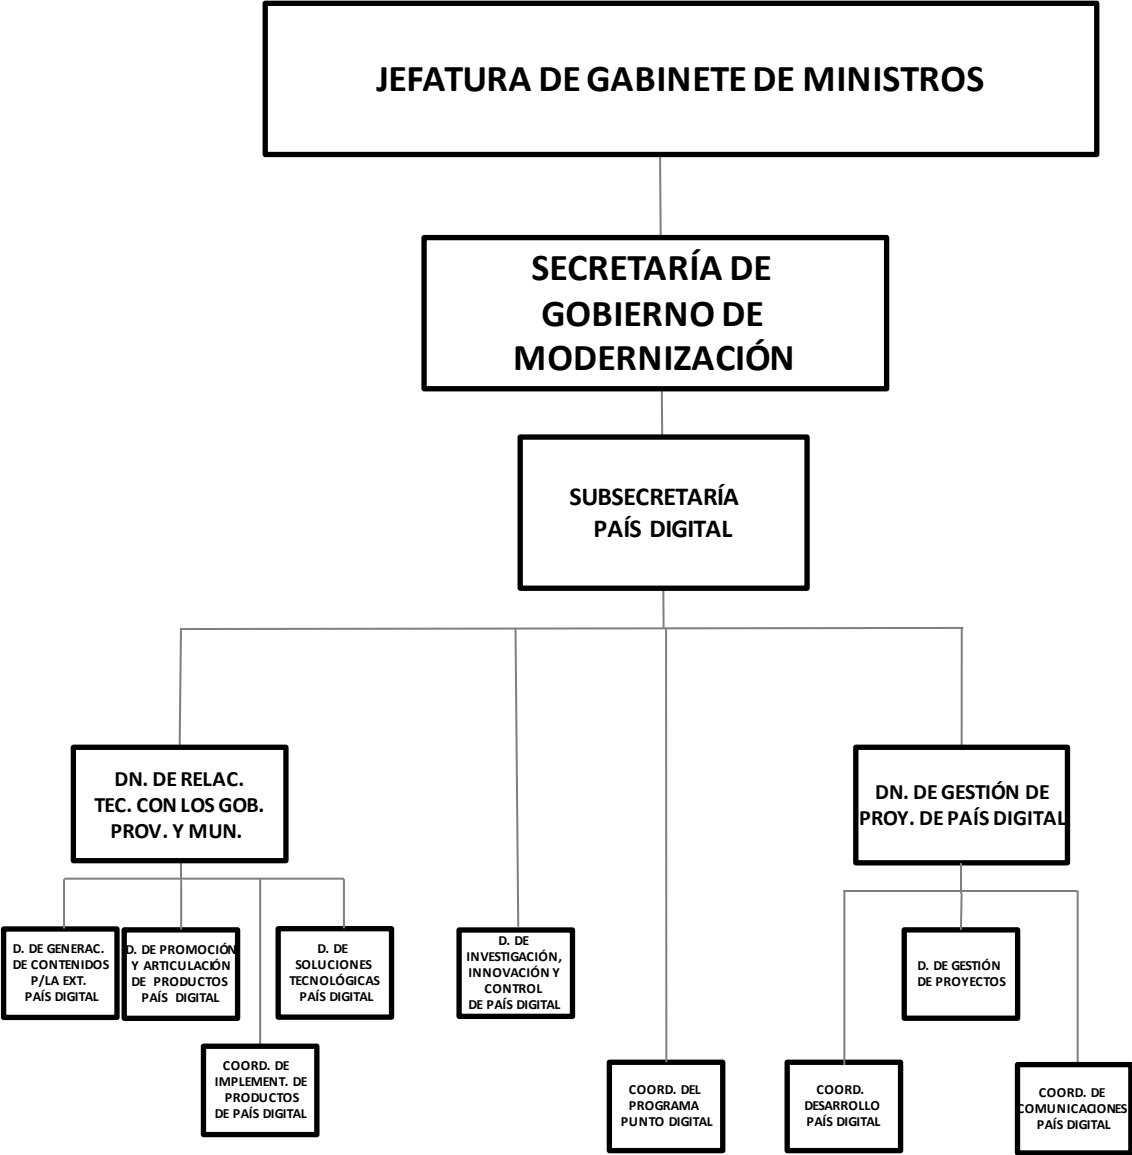 JEFATURA DE GABINETE DE MINISTROS
SECRETARÍA DE
GOBIERNO DE
MODERNIZACIÓN
SUBSECRETARÍA
PAÍS DIGITAL
DN. DE RELAC.
TEC. CON LOS GOB.
PROV. Y MUN.
DN. DE GESTIÓN DE
PROY. DE PAÍS DIGITAL
D. DE GENERAC.
DE CONTENIDOS
P/LA EXT.
PAÍS DIGITAL
D. DE PROMOCIÓN
Y ARTICULACIÓN
DE PRODUCTOS
PAÍS DIGITAL
D. DE
SOLUCIONES
TECNOLÓGICAS
PAÍS DIGITAL
D. DE
INVESTIGACIÓN,
INNOVACIÓN Y
CONTROL
DE PAÍS DIGITAL
D. DE GESTIÓN
DE PROYECTOS
COORD. DE
IMPLEMENT. DE
PRODUCTOS
DE PAÍS DIGITAL
COORD. DEL
PROGRAMA
PUNTO DIGITAL
COORD.
DESARROLLO
PAÍS DIGITAL
COORD. DE
COMUNICACIONES
PAÍS DIGITAL